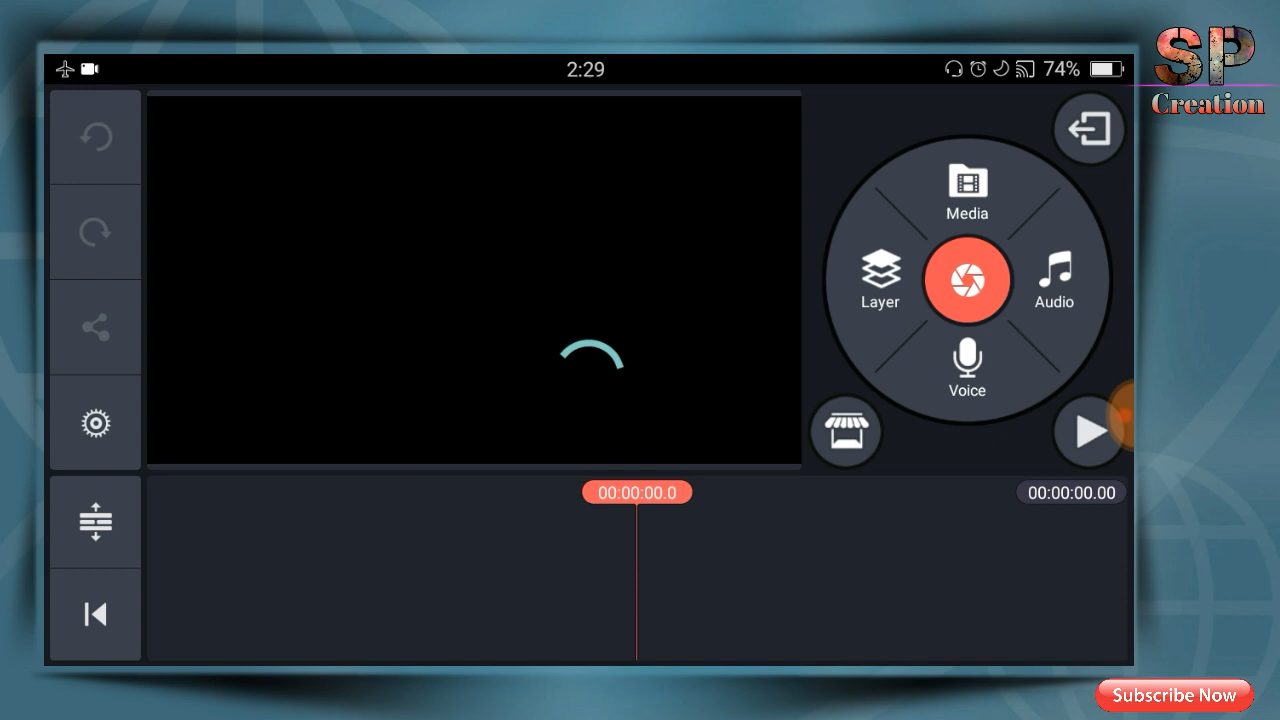 2:29
74%
SP
Creation
Media
Layer
Audio
Voice
00:00:00.0
00:00:00.00
Subscribe Now